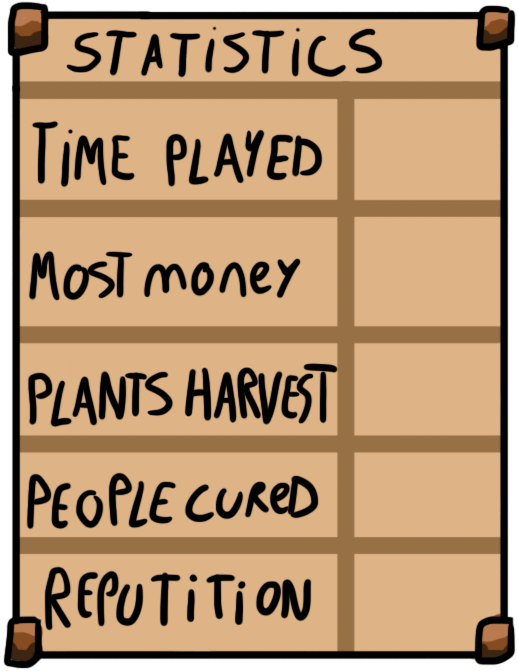 STATiSTiCS
TiME PLAYED
MOST money
PLANTS HARVEST
PEOPLE CUReD
REPUTiTiON